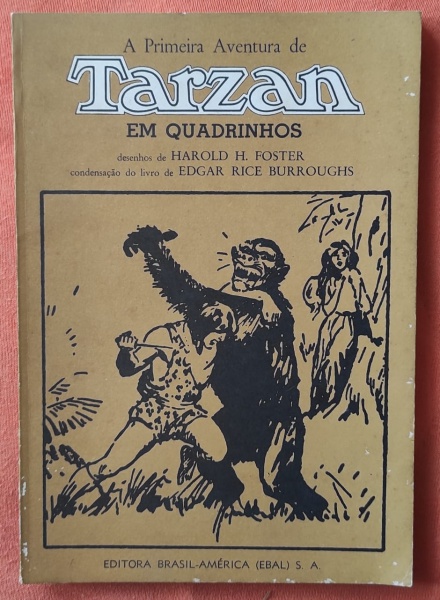 A Primeira Aventura de
Tarzan
EM QUADRINHOS
desenhos de HAROLD H. FOSTER
condensação do livro de EDGAR RICE BURROUGHS
EDITORA BRASIL-AMÉRICA (EBAL) S. A.